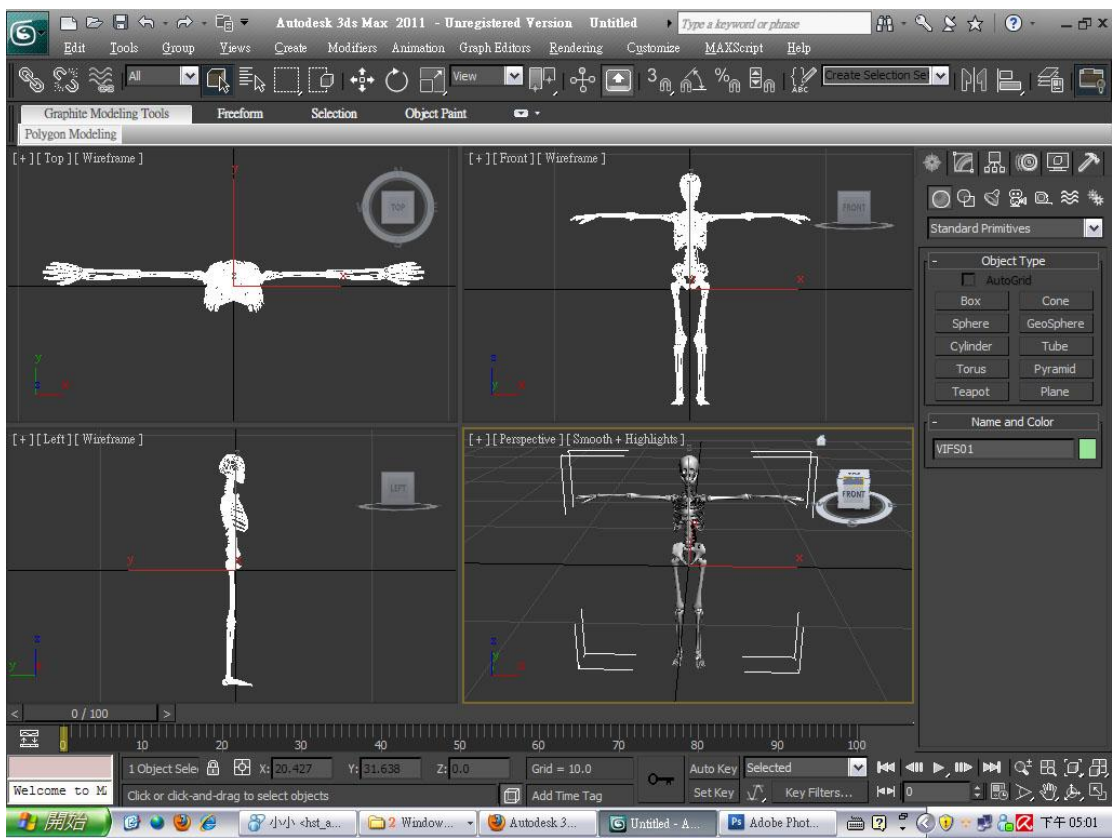 Autodesk 3ds Max 2011 - Unregistered Version Untitled Type a keyword or phrase
Edit Tools Group Views Create Modifiers Animation Graph Editors Rendering Customize MAXScript Help
All View 3 Create Selection Se
Graphite Modeling Tools Freeform Selection Object Paint
Polygon Modeling
[ + ] [ Top ] [ Wireframe ]
TOP
y
x
[ + ] [ Front ] [ Wireframe ]
FRONT
x
z
[ + ] [ Left ] [ Wireframe ]
LEFT
y
z
[ + ] [ Perspective ] [ Smooth + Highlights ]
FRONT
x
z
Standard Primitives
- Object Type
AutoGrid
Box Cone
Sphere GeoSphere
Cylinder Tube
Torus Pyramid
Teapot Plane
- Name and Color
VIFS01
< 0 / 100 >
0 10 20 30 40 50 60 70 80 90 100
1 Object Sele X: 20.427 Y: 31.638 Z: 0.0 Grid = 10.0 Auto Key Selected
Welcome to M Click or click-and-drag to select objects Add Time Tag Set Key Key Filters... 0
開始 小小 <hst_a... 2 Window... Autodesk 3... Untitled - A... Adobe Phot... 下午 05:01